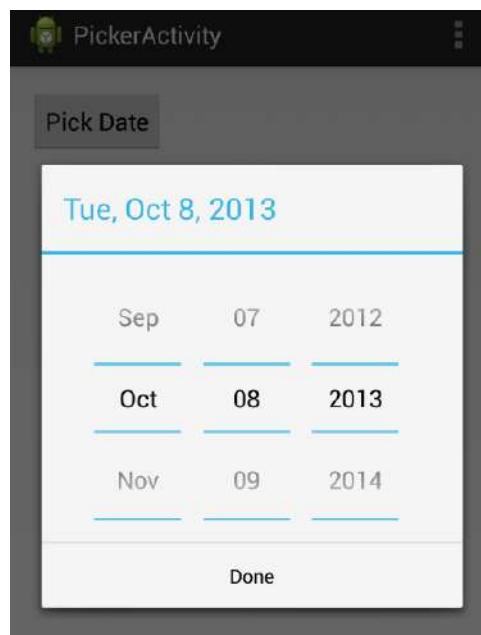 PickerActivity
Pick Date
Tue, Oct 8, 2013
Sep 07 2012
Oct 08 2013
Nov 09 2014
Done